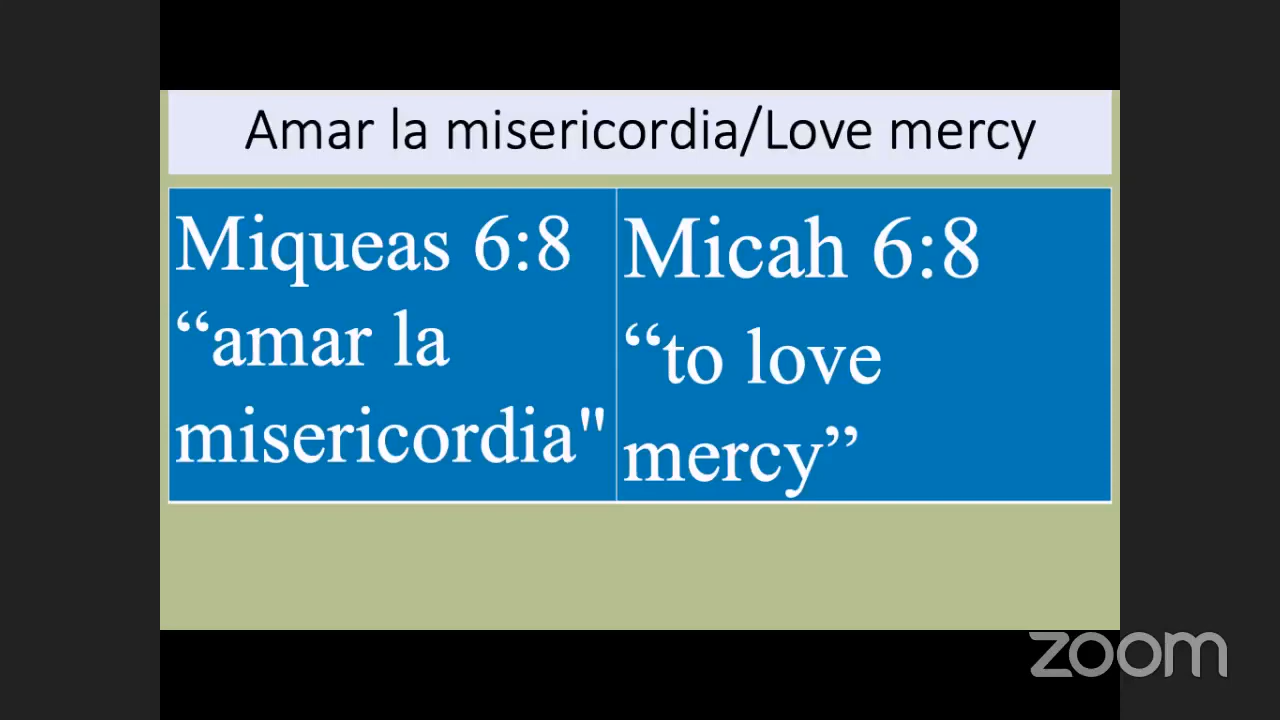 Amar la misericordia/Love mercy
Miqueas 6:8
“amar la
misericordia"
Micah 6:8
“to love
mercy”
zoom